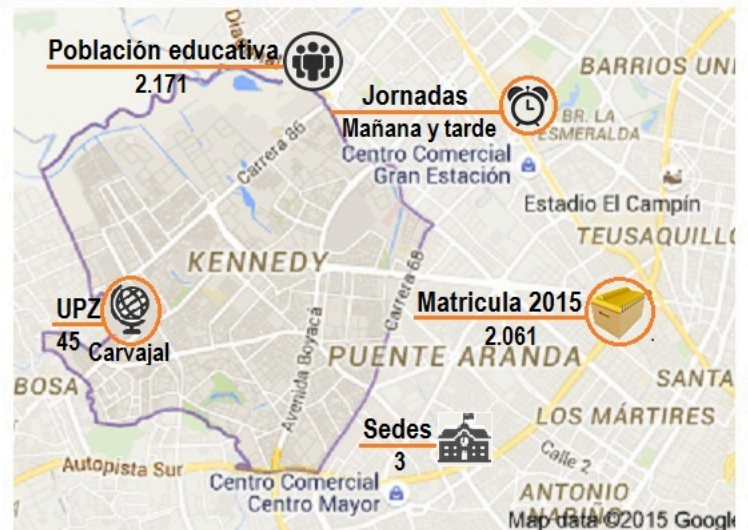 Población educativa
2.171
Jornadas
Mañana y tarde
BARRIOS UNI
BR. LA
ESMERALDA
Carrera 86
Centro Comercial
Gran Estación
Estadio El Campín
TEUSAQUILLO
KENNEDY
Carrera 68
UPZ
45 Carvajal
Matricula 2015
2.061
Avenida Boyacá
PUENTE ARANDA
BOSA
SANTA
LOS MÁRTIRES
Sedes
3
Calle 2
Autopista Sur
Centro Comercial
Centro Mayor
ANTONIO
NARIÑO
Map data ©2015 Google